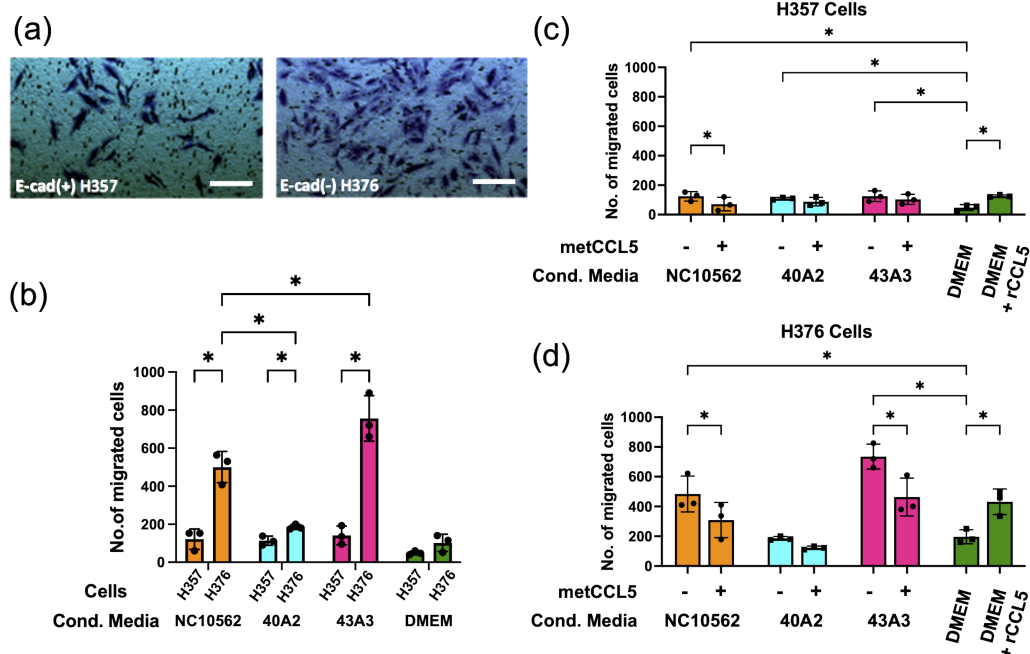 (a)
E-cad(+) H357
E-cad(-) H376
(b)
* 
*
* * *
No.of migrated cells
1000
800
600
400
200
0
H357 H376 H357 H376 H357 H376 H357 H376
Cells
Cond. Media NC10562 40A2 43A3 DMEM
(c)
H357 Cells
*
*
*
* *
No. of migrated cells
1000
800
600
400
200
0
metCCL5 - + - + - +
Cond. Media NC10562 40A2 43A3 DMEM DMEM + rCCL5
(d)
H376 Cells
*
*
* * *
No. of migrated cells
1000
800
600
400
200
0
metCCL5 - + - + - +
Cond. Media NC10562 40A2 43A3 DMEM DMEM + rCCL5